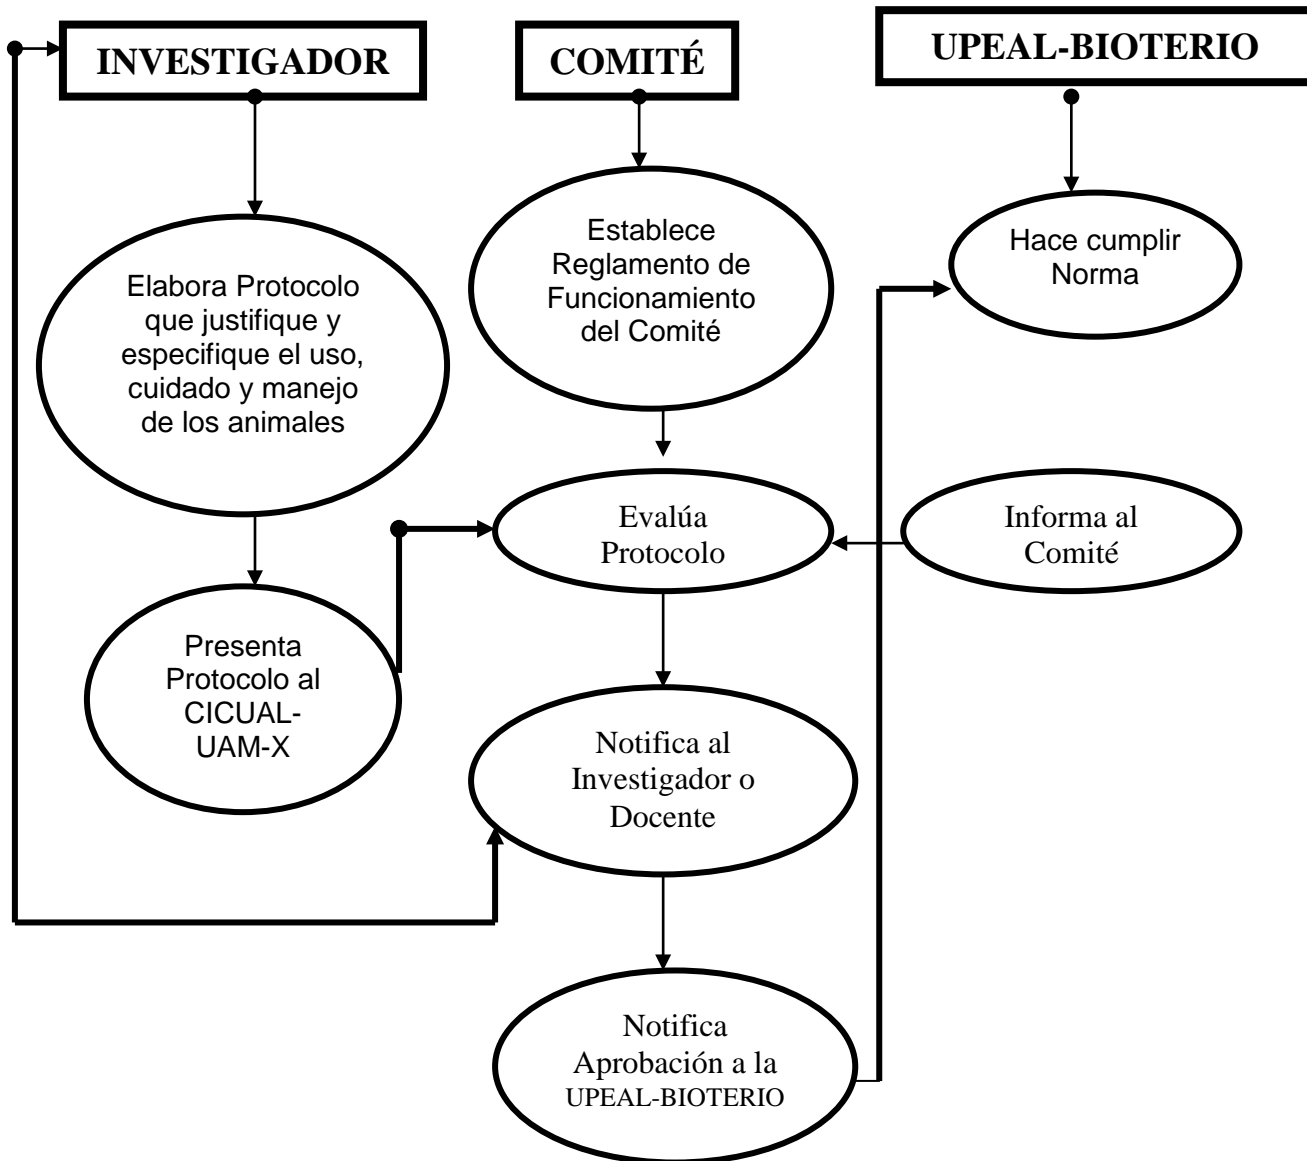 INVESTIGADOR
COMITÉ
UPEAL-BIOTERIO
Elabora Protocolo
que justifique y
especifique el uso,
cuidado y manejo
de los animales
Presenta
Protocolo al
CICUAL-
UAM-X
Establece
Reglamento de
Funcionamiento
del Comité
Evalúa
Protocolo
Notifica al
Investigador o
Docente
Notifica
Aprobación a la
UPEAL-BIOTERIO
Hace cumplir
Norma
Informa al
Comité